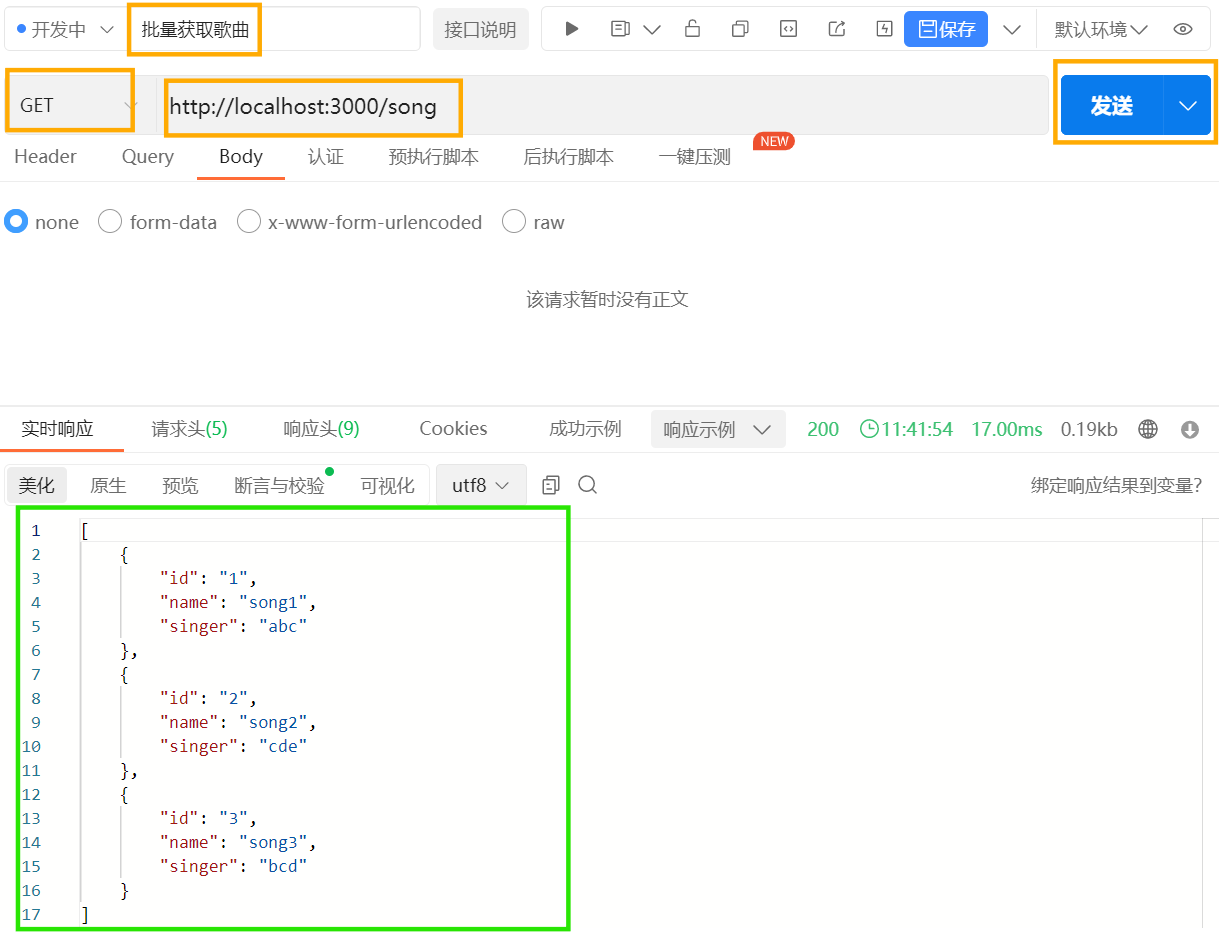 开发中 批量获取歌曲 接口说明 保存 默认环境
GET http://localhost:3000/song 发送
Header Query Body 认证 预执行脚本 后执行脚本 一键压测 NEW
none form-data x-www-form-urlencoded raw
该请求暂时没有正文
实时响应 请求头(5) 响应头(9) Cookies 成功示例 响应示例 200 11:41:54 17.00ms 0.19kb
美化 原生 预览 断言与校验 可视化 utf8 绑定响应结果到变量?
1 [
2 {
3 "id": "1",
4 "name": "song1",
5 "singer": "abc"
6 },
7 {
8 "id": "2",
9 "name": "song2",
10 "singer": "cde"
11 },
12 {
13 "id": "3",
14 "name": "song3",
15 "singer": "bcd"
16 }
17 ]